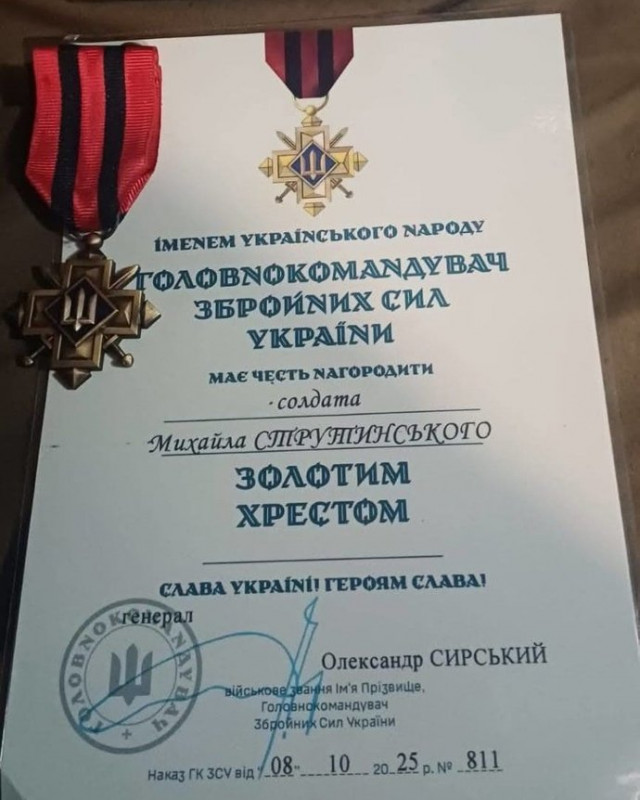 ІМЕНЕМ УКРАЇНСЬКОГО НАРОДУ
ГОЛОВНОКОМАНДУВАЧ
ЗБРОЙНИХ СИЛ
УКРАЇНИ
МАЄ ЧЕСТЬ НАГОРОДИТИ
солдата
Михайла СТРУТИНСЬКОГО
ЗОЛОТИМ
ХРЕСТОМ
СЛАВА УКРАЇНІ! ГЕРОЯМ СЛАВА!
генерал
ГОЛОВНОКОМАНДУВАЧ
Олександр СИРСЬКИЙ
військове звання Ім'я Прізвище,
Головнокомандувач
Збройних Сил України
Наказ ГК ЗСУ від "08" 10 2025 р. № 811